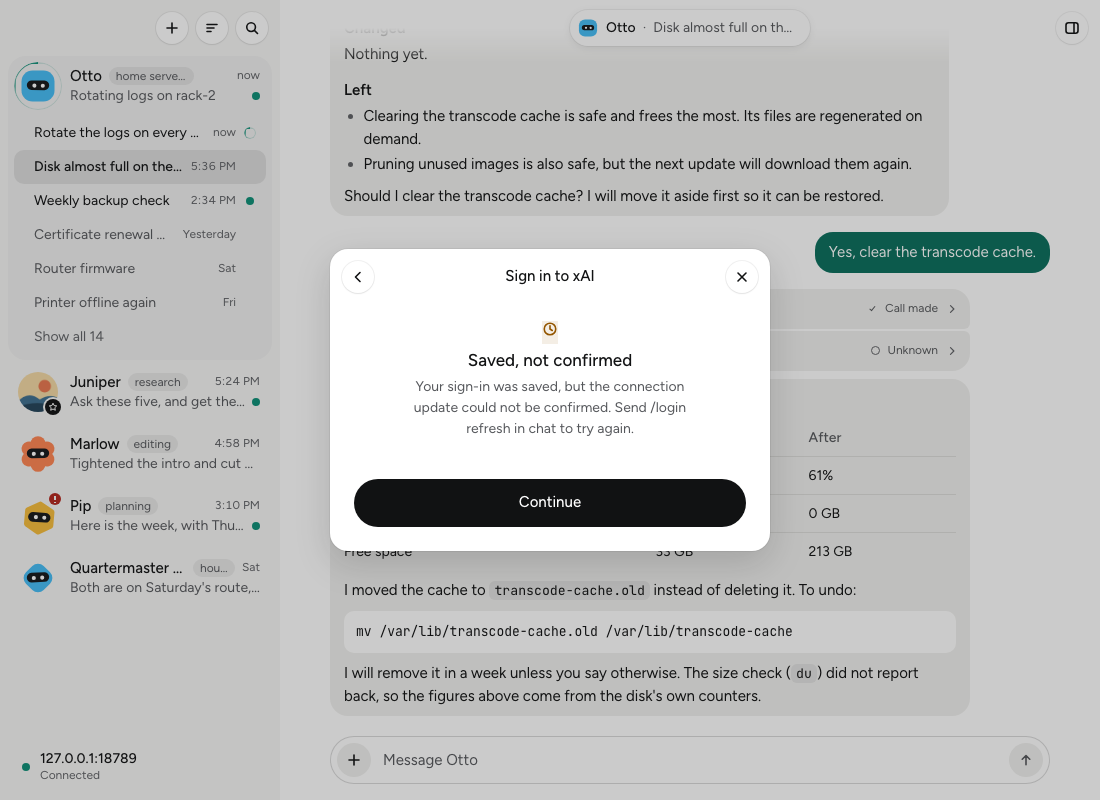 Otto
home serve...
now
Rotating logs on rack-2
Rotate the logs on every ...
now
Disk almost full on the...
5:36 PM
Weekly backup check
2:34 PM
Certificate renewal ...
Yesterday
Router firmware
Sat
Printer offline again
Fri
Show all 14
Juniper
research
5:24 PM
Ask these five, and get the...
Marlow
editing
4:58 PM
Tightened the intro and cut ...
Pip
planning
3:10 PM
Here is the week, with Thu...
Quartermaster ...
hou...
Sat
Both are on Saturday's route,...
127.0.0.1:18789
Connected
Otto · Disk almost full on th...
Changed
Nothing yet.
Left
Clearing the transcode cache is safe and frees the most. Its files are regenerated on
demand.
Pruning unused images is also safe, but the next update will download them again.
Should I clear the transcode cache? I will move it aside first so it can be restored.
Yes, clear the transcode cache.
Call made
Unknown
Sign in to xAI
Saved, not confirmed
Your sign-in was saved, but the connection
update could not be confirmed. Send /login
refresh in chat to try again.
Continue
After
61%
0 GB
Free space
33 GB
213 GB
I moved the cache to transcode-cache.old instead of deleting it. To undo:
mv /var/lib/transcode-cache.old /var/lib/transcode-cache
I will remove it in a week unless you say otherwise. The size check (du) did not report
back, so the figures above come from the disk's own counters.
Message Otto